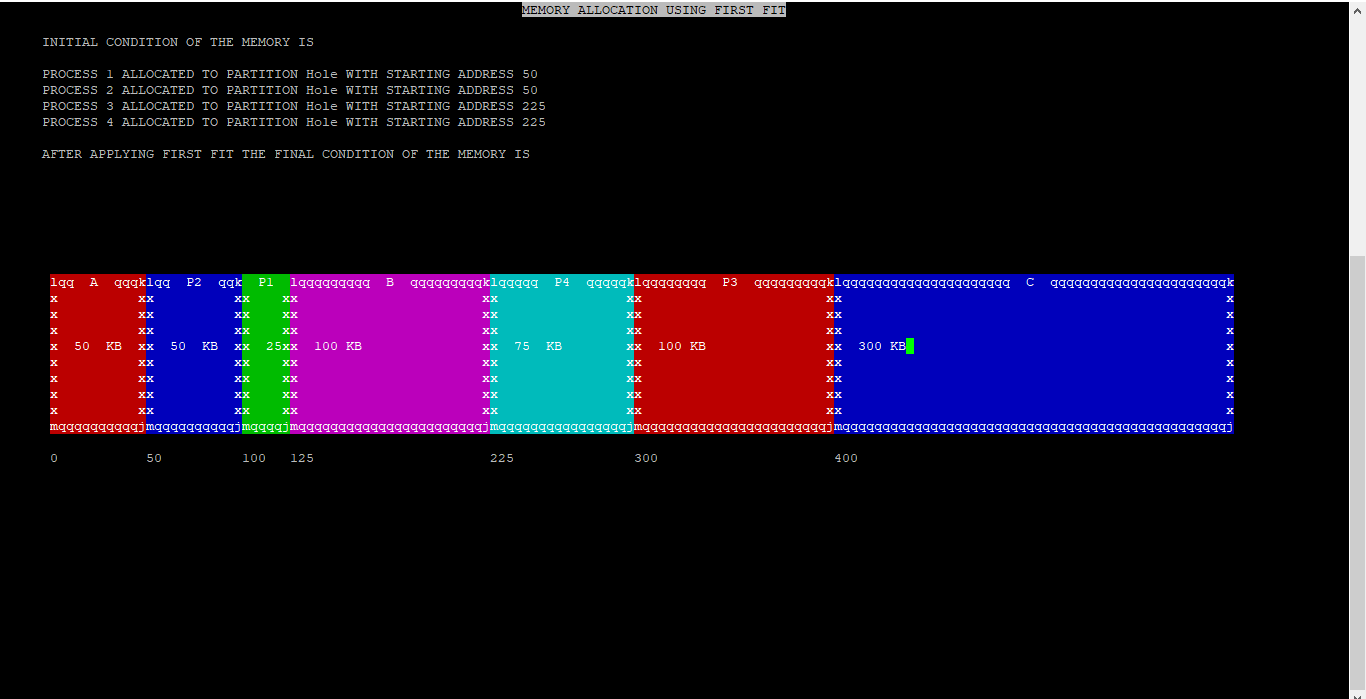 MEMORY ALLOCATION USING FIRST FIT
INITIAL CONDITION OF THE MEMORY IS
PROCESS 1 ALLOCATED TO PARTITION Hole WITH STARTING ADDRESS 50
PROCESS 2 ALLOCATED TO PARTITION Hole WITH STARTING ADDRESS 50
PROCESS 3 ALLOCATED TO PARTITION Hole WITH STARTING ADDRESS 225
PROCESS 4 ALLOCATED TO PARTITION Hole WITH STARTING ADDRESS 225
AFTER APPLYING FIRST FIT THE FINAL CONDITION OF THE MEMORY IS
lqq A qqqklqq P2 qqk P1 lqqqqqqqqq B qqqqqqqqqklqqqqq P4 qqqqqklqqqqqqqq P3 qqqqqqqqqklqqqqqqqqqqqqqqqqqqqqq C qqqqqqqqqqqqqqqqqqqqqqk
x xx xx xx xx xx xx x
x xx xx xx xx xx xx x
x xx xx xx xx xx xx x
x 50 KB xx 50 KB xx 25xx 100 KB xx 75 KB xx 100 KB xx 300 KB x
x xx xx xx xx xx xx x
x xx xx xx xx xx xx x
x xx xx xx xx xx xx x
x xx xx xx xx xx xx x
mqqqqqqqqqqjmqqqqqqqqqqjmqqqqjmqqqqqqqqqqqqqqqqqqqqqqqjmqqqqqqqqqqqqqqqqjmqqqqqqqqqqqqqqqqqqqqqqqjmqqqqqqqqqqqqqqqqqqqqqqqqqqqqqqqqqqqqqqqqqqqqqqqqj
0 50 100 125 225 300 400